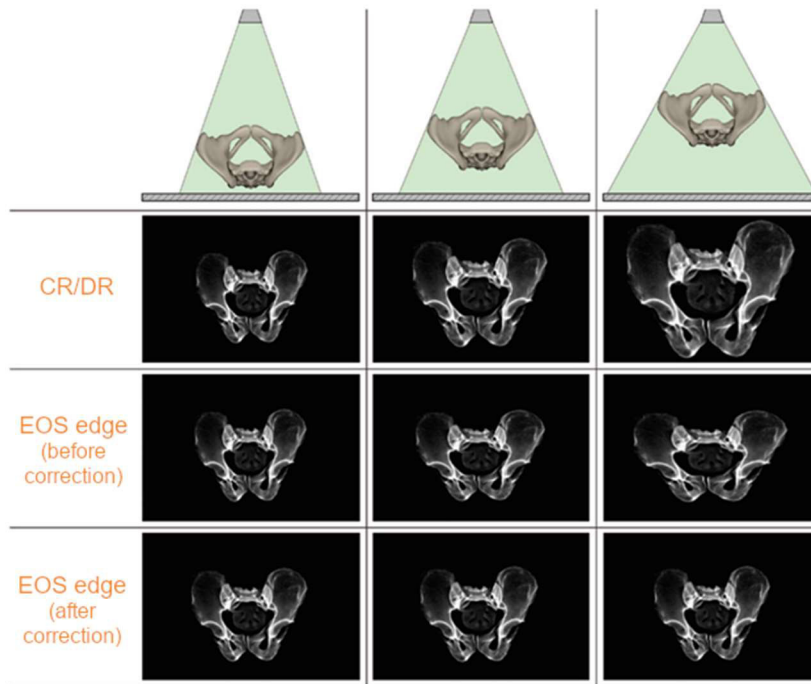 CR/DR
EOS edge
(before
correction)
EOS edge
(after
correction)